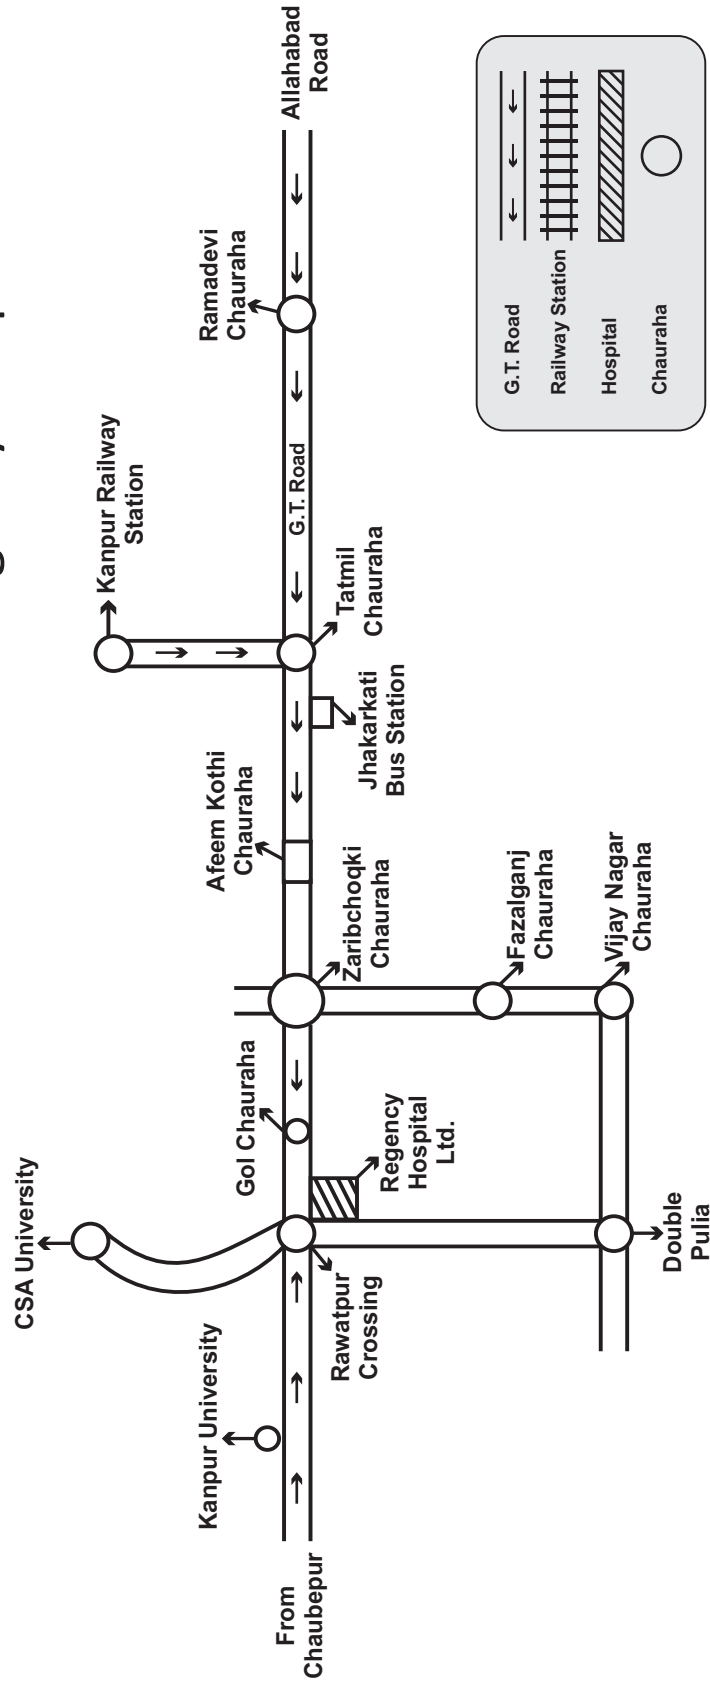 Allahabad
Road
Ramadevi
Chauraha
Kanpur Railway
Station
G.T. Road
Tatmil
Chauraha
Jhakarkati
Bus Station
Afeem Kothi
Chauraha
Zaribchoqki
Chauraha
Fazalganj
Chauraha
Vijay Nagar
Chauraha
Gol Chauraha
Regency
Hospital
Ltd.
CSA University
Rawatpur
Crossing
Double
Pulia
Kanpur University
From
Chaubepur
G.T. Road
Railway Station
Hospital
Chauraha